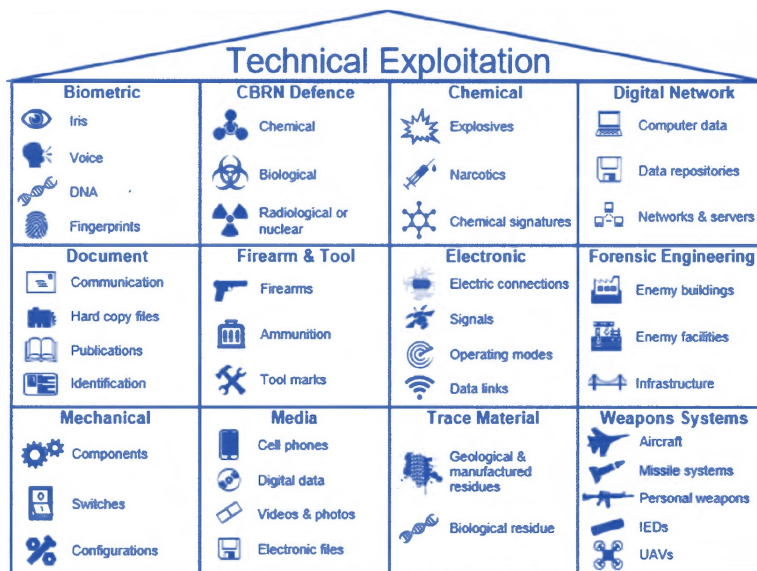 Technical Exploitation
Biometric
Iris
Voice
DNA
Fingerprints
CBRN Defence
Chemical
Biological
Radiological or
nuclear
Chemical
Explosives
Narcotics
Chemical signatures
Digital Network
Computer data
Data repositories
Networks & servers
Document
Communication
Hard copy files
Publications
Identification
Firearm & Tool
Firearms
Ammunition
Tool marks
Electronic
Electric connections
Signals
Operating modes
Data links
Forensic Engineering
Enemy buildings
Enemy facilities
Infrastructure
Mechanical
Components
Switches
Configurations
Media
Cell phones
Digital data
Videos & photos
Electronic files
Trace Material
Geological &
manufactured
residues
Biological residue
Weapons Systems
Aircraft
Missile systems
Personal weapons
IEDs
UAVs